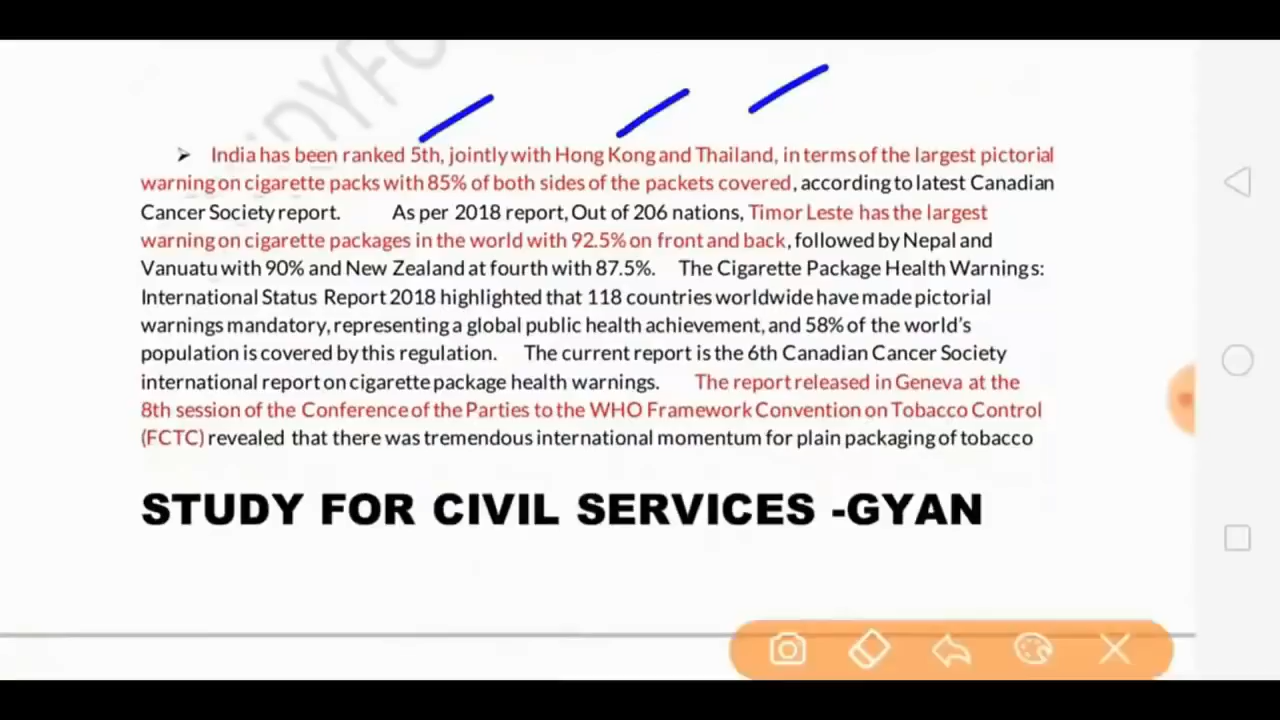 ➢ India has been ranked 5th, jointly with Hong Kong and Thailand, in terms of the largest pictorial
warning on cigarette packs with 85% of both sides of the packets covered, according to latest Canadian
Cancer Society report. As per 2018 report, Out of 206 nations, Timor Leste has the largest
warning on cigarette packages in the world with 92.5% on front and back, followed by Nepal and
Vanuatu with 90% and New Zealand at fourth with 87.5%. The Cigarette Package Health Warnings:
International Status Report 2018 highlighted that 118 countries worldwide have made pictorial
warnings mandatory, representing a global public health achievement, and 58% of the world's
population is covered by this regulation. The current report is the 6th Canadian Cancer Society
international report on cigarette package health warnings. The report released in Geneva at the
8th session of the Conference of the Parties to the WHO Framework Convention on Tobacco Control
(FCTC) revealed that there was tremendous international momentum for plain packaging of tobacco
STUDY FOR CIVIL SERVICES -GYAN